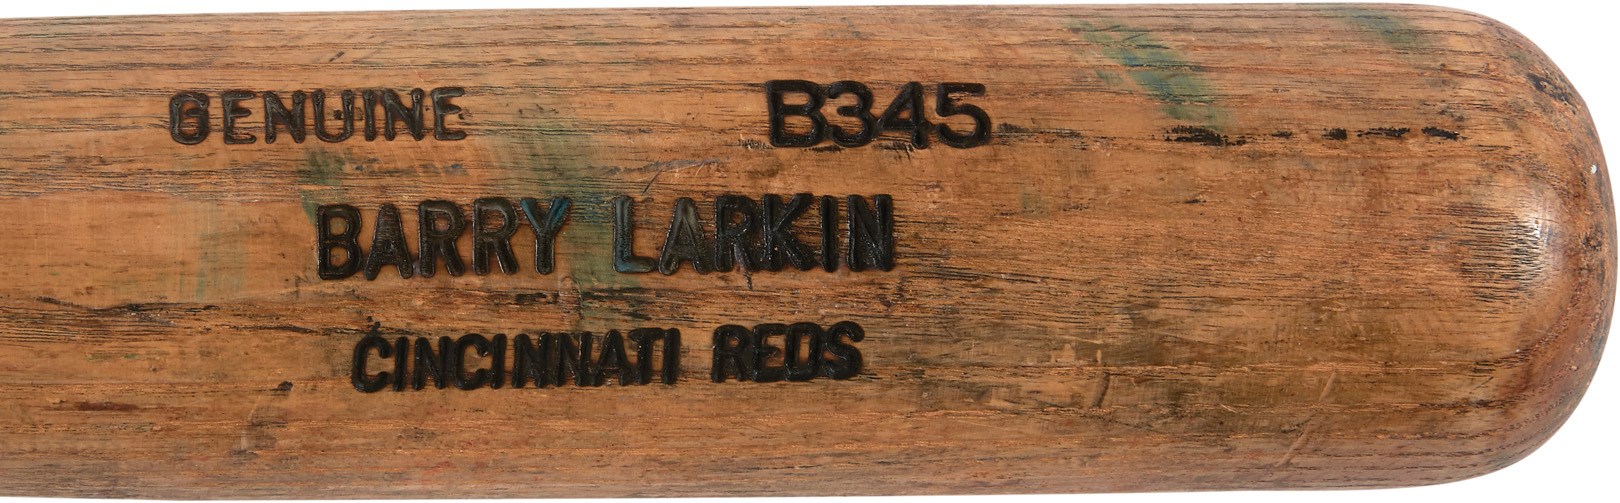 GENUINE B345
BARRY LARKIN
CINCINNATI REDS